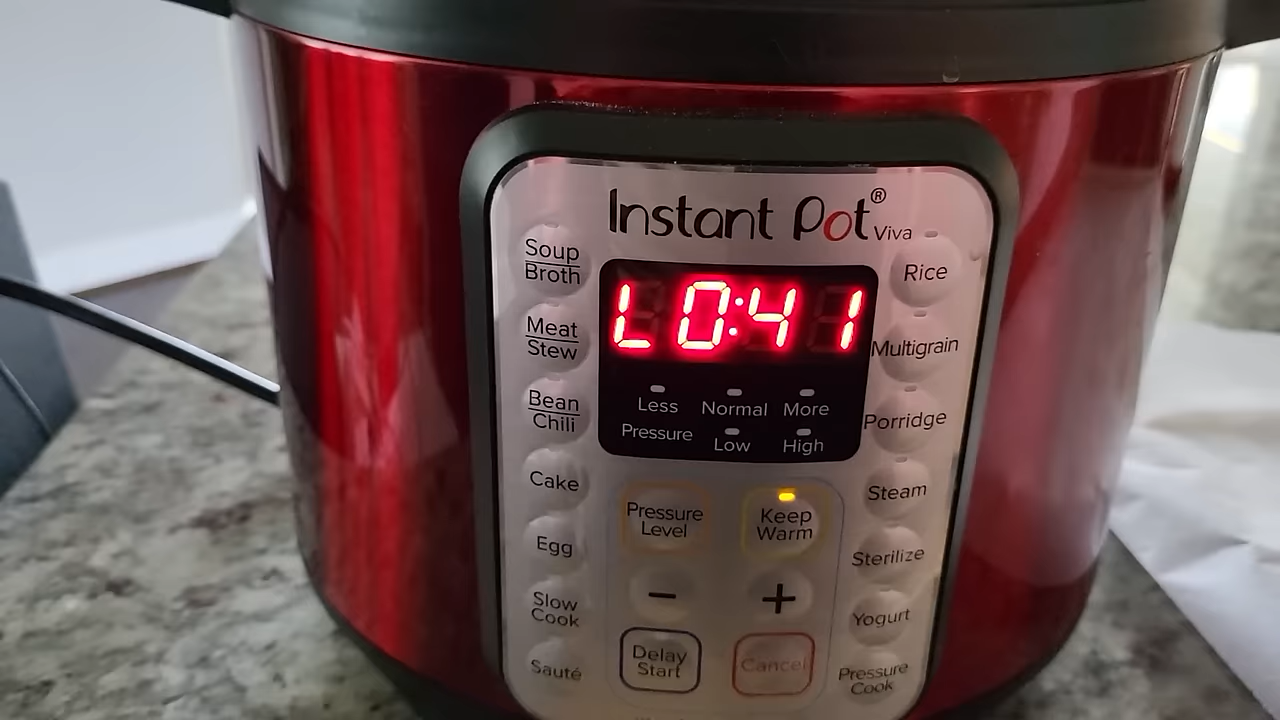 Instant Pot® Viva
L0:41
Less Normal More
Pressure Low High
Soup
Broth
Meat
Stew
Bean
Chili
Cake
Egg
Slow
Cook
Sauté
Pressure
Level
Keep
Warm
−
+
Delay
Start
Cancel
Rice
Multigrain
Porridge
Steam
Sterilize
Yogurt
Pressure
Cook